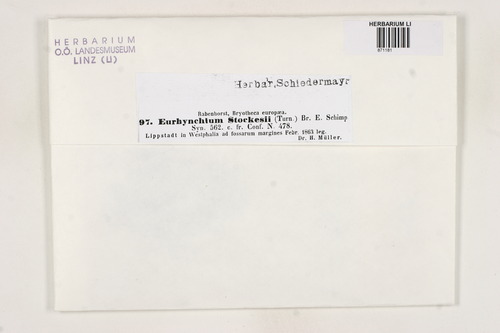 HERBARIUM
O.Ö. LANDESMUSEUM
LINZ (LI)
HERBARIUM LI
Herbar.Schiedermayr
Rabenhorst, Bryotheca europæa.
97. Eurhynchium Stockesii (Turn.) Br. E. Schimp
Syn. 562. c. fr. Conf. N. 478.
Lippstadt in Westphalia ad fossarum margines Febr. 1863 leg.
Dr. H. Müller.